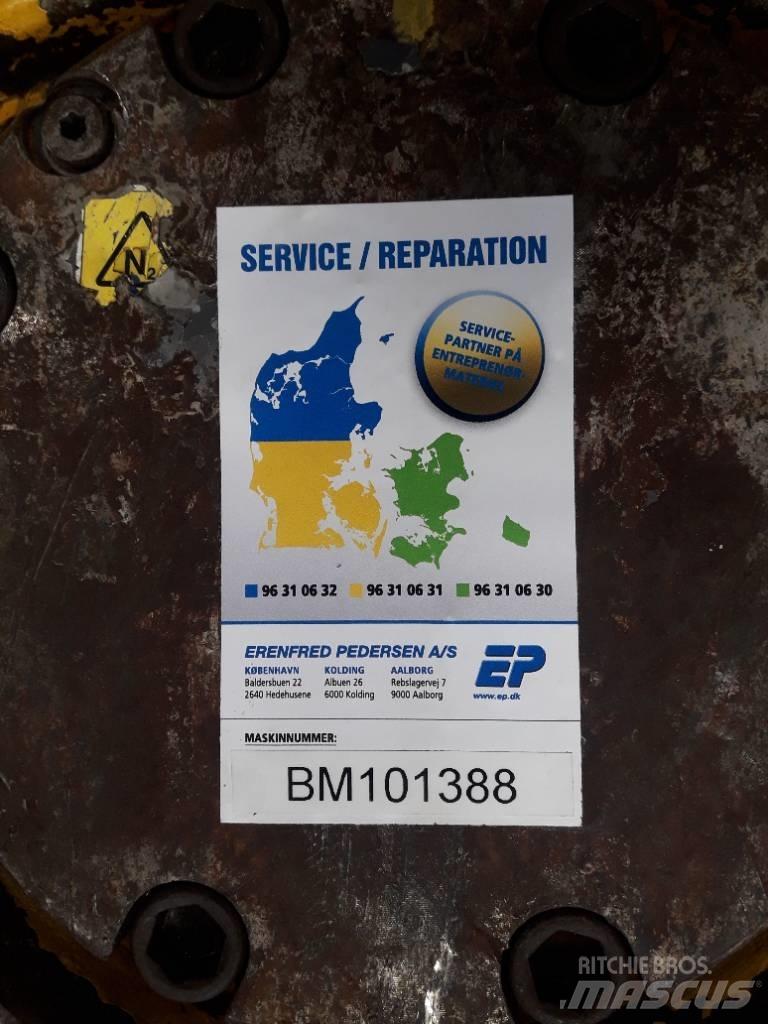 N2
SERVICE / REPARATION
SERVICE-
PARTNER PÅ
ENTREPRENØR-
MATERIEL
96 31 06 32 96 31 06 31 96 31 06 30
ERENFRED PEDERSEN A/S
EP
KØBENHAVN KOLDING AALBORG
Baldersbuen 22 Albuen 26 Rebslagervej 7
www.ep.dk
2640 Hedehusene 6000 Kolding 9000 Aalborg
MASKINNUMMER:
BM101388
RITCHIE BROS.
MASCUS